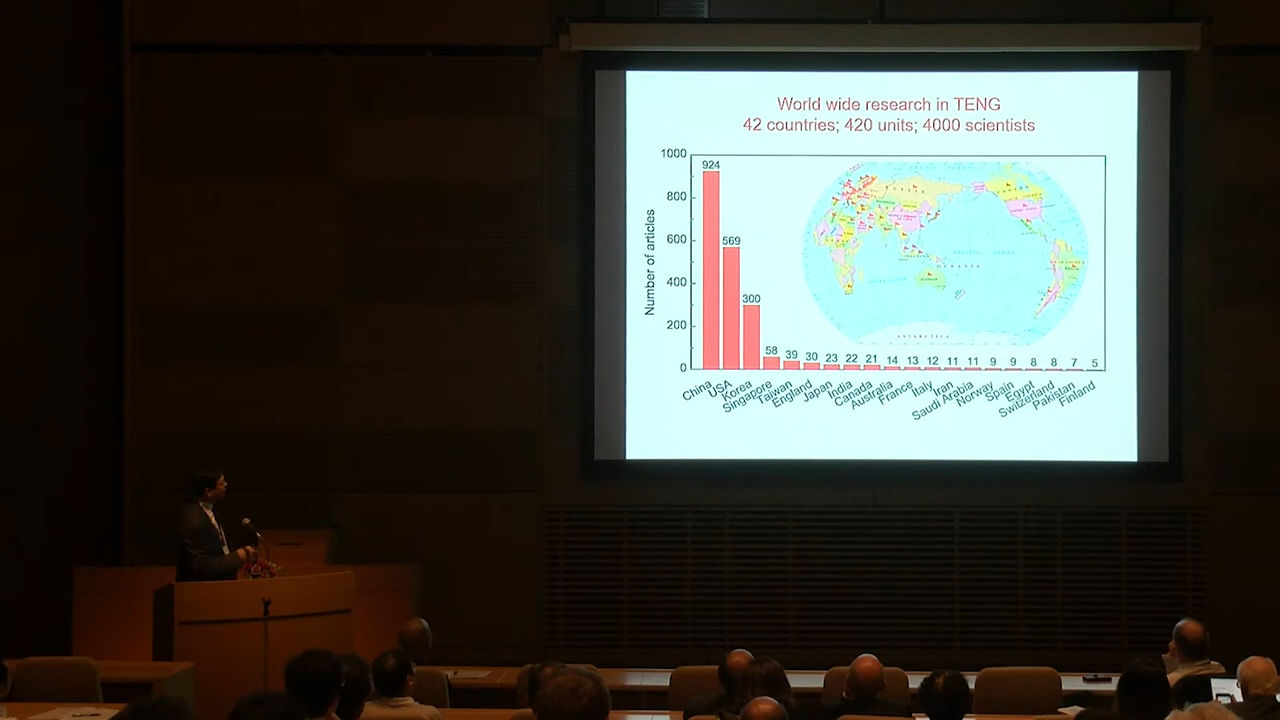 World wide research in TENG
42 countries; 420 units; 4000 scientists
Number of articles
1000
800
600
400
200
0
924
569
300
58
39
30
23
22
21
14
13
12
11
11
9
9
8
8
7
5
China
USA
Korea
Singapore
Taiwan
England
Japan
India
Canada
Australia
France
Italy
Iran
Saudi Arabia
Norway
Spain
Egypt
Switzerland
Pakistan
Finland
OCEANIA
ANTARCTICA